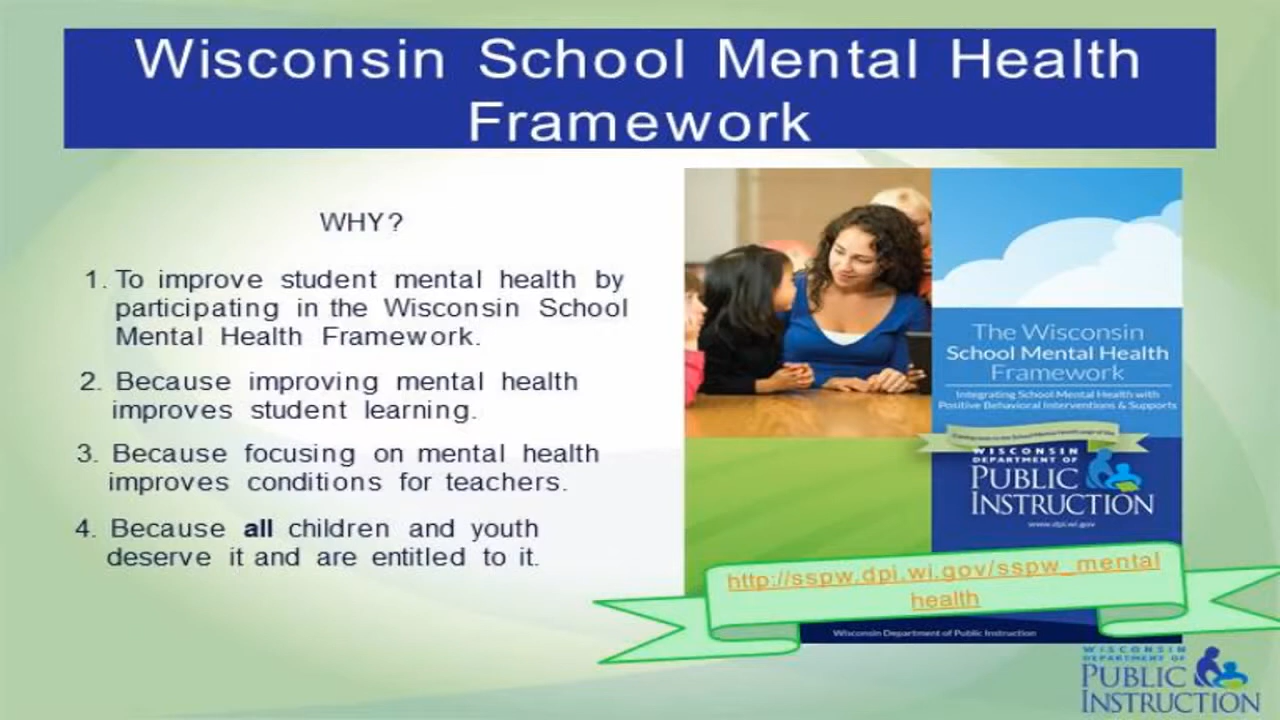 Wisconsin School Mental Health
Framework
WHY?
1. To improve student mental health by
participating in the Wisconsin School
Mental Health Framework.
2. Because improving mental health
improves student learning.
3. Because focusing on mental health
improves conditions for teachers.
4. Because all children and youth
deserve it and are entitled to it.
The Wisconsin
School Mental Health
Framework
Integrating School Mental Health with
Positive Behavioral Interventions & Supports
WISCONSIN
DEPARTMENT OF
PUBLIC
INSTRUCTION
www.dpi.wi.gov
http://sspw.dpi.wi.gov/sspw_mental
health
Wisconsin Department of Public Instruction
WISCONSIN
DEPARTMENT OF
PUBLIC
INSTRUCTION